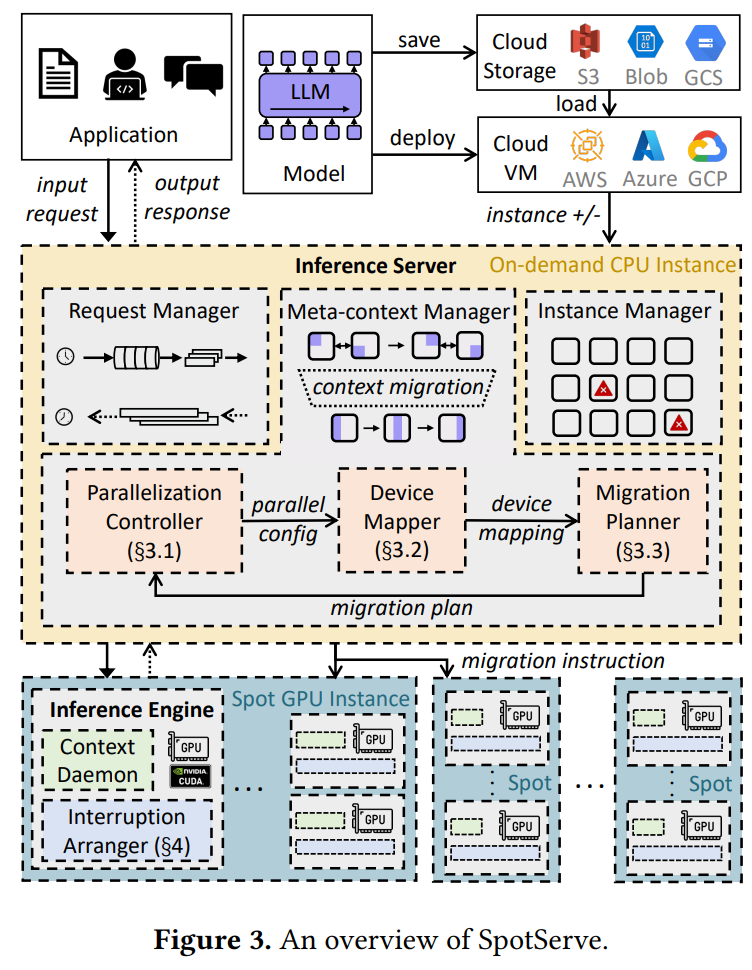 Application
LLM
Model
save
deploy
Cloud
Storage
S3
Blob
GCS
load
Cloud
VM
AWS
Azure
GCP
input
request
output
response
instance +/-
Inference Server
On-demand CPU Instance
Request Manager
Meta-context Manager
context migration
Instance Manager
Parallelization
Controller
(§3.1)
parallel
config
Device
Mapper
(§3.2)
device
mapping
Migration
Planner
(§3.3)
migration plan
migration instruction
Inference Engine
Spot GPU Instance
Context
Daemon
GPU
NVIDIA
CUDA
Interruption
Arranger (§4)
...
GPU
GPU
GPU
Spot
GPU
...
GPU
Spot
GPU
Figure 3. An overview of SpotServe.